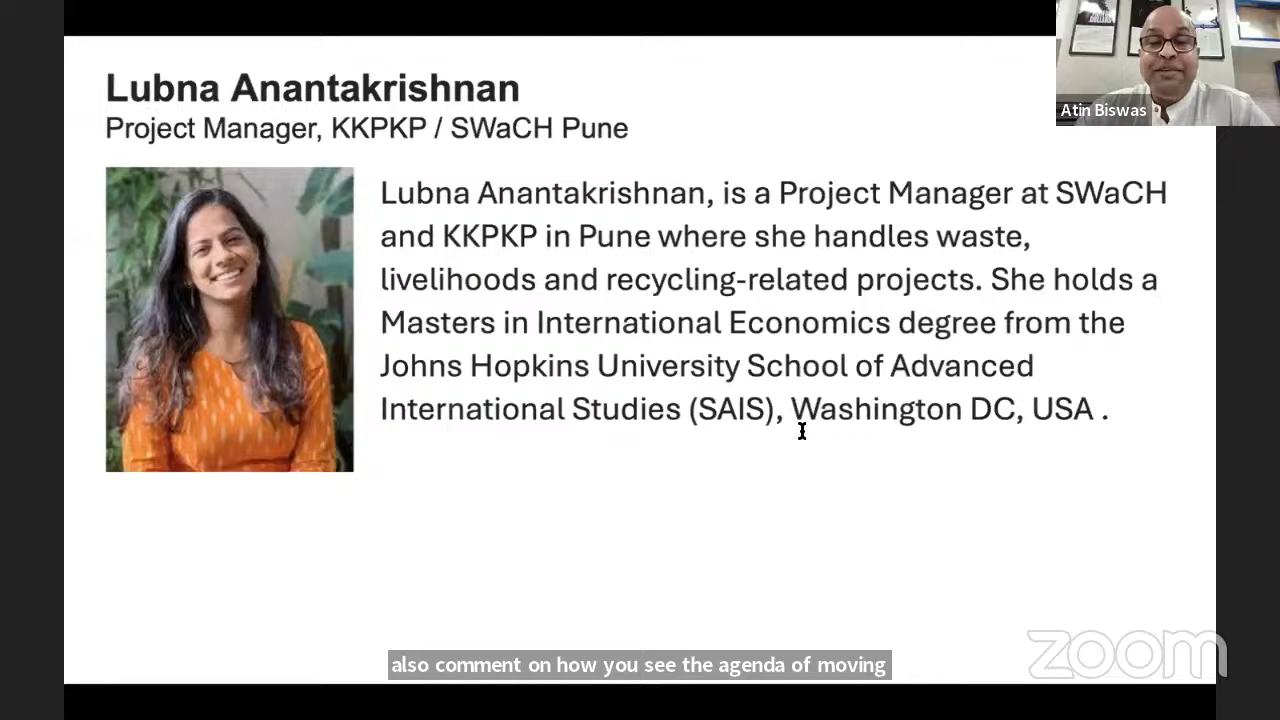 Lubna Anantakrishnan
Project Manager, KKPKP / SWaCH Pune
Atin Biswas
Lubna Anantakrishnan, is a Project Manager at SWaCH
and KKPKP in Pune where she handles waste,
livelihoods and recycling-related projects. She holds a
Masters in International Economics degree from the
Johns Hopkins University School of Advanced
International Studies (SAIS), Washington DC, USA .
also comment on how you see the agenda of moving
zoom